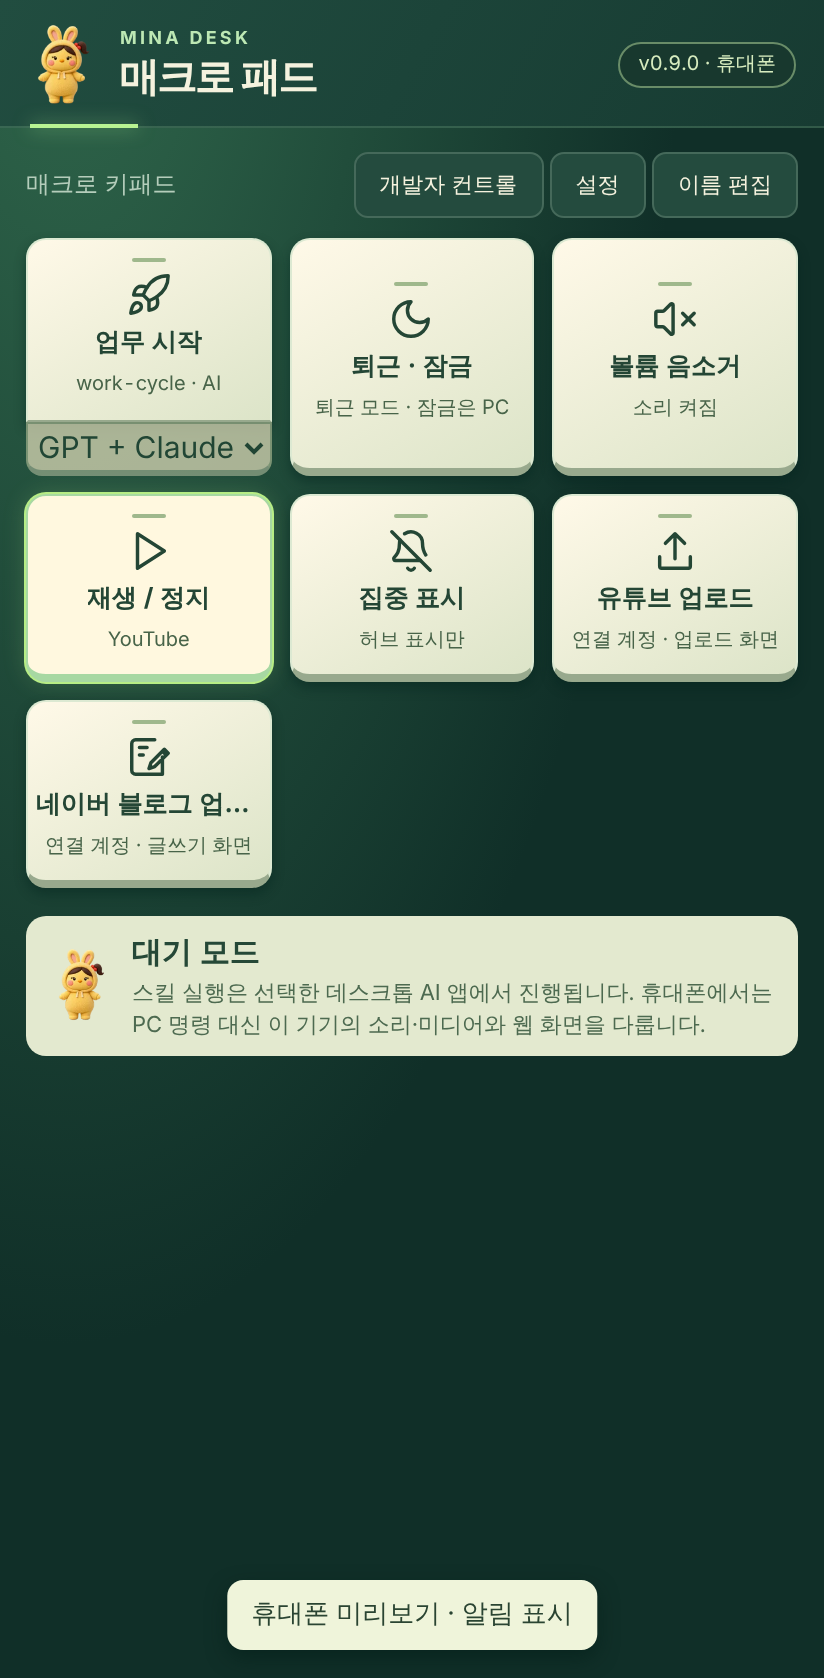 MINA DESK
매크로 패드
v0.9.0 · 휴대폰
매크로 키패드
개발자 컨트롤
설정
이름 편집
업무 시작
work-cycle · AI
GPT + Claude
퇴근 · 잠금
퇴근 모드 · 잠금은 PC
볼륨 음소거
소리 켜짐
재생 / 정지
YouTube
집중 표시
허브 표시만
유튜브 업로드
연결 계정 · 업로드 화면
네이버 블로그 업...
연결 계정 · 글쓰기 화면
대기 모드
스킬 실행은 선택한 데스크톱 AI 앱에서 진행됩니다. 휴대폰에서는
PC 명령 대신 이 기기의 소리·미디어와 웹 화면을 다룹니다.
휴대폰 미리보기 · 알림 표시